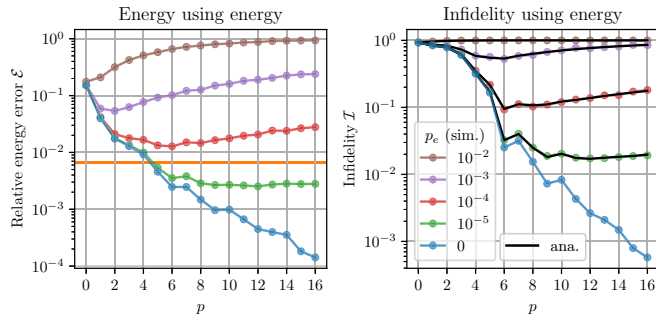 Energy using energy
Relative energy error ℰ
10⁰
10⁻¹
10⁻²
10⁻³
10⁻⁴
0 2 4 6 8 10 12 14 16
p
Infidelity using energy
Infidelity ℐ
10⁰
10⁻¹
10⁻²
10⁻³
pₑ (sim.)
10⁻²
10⁻³
10⁻⁴
10⁻⁵
0
ana.
0 2 4 6 8 10 12 14 16
p